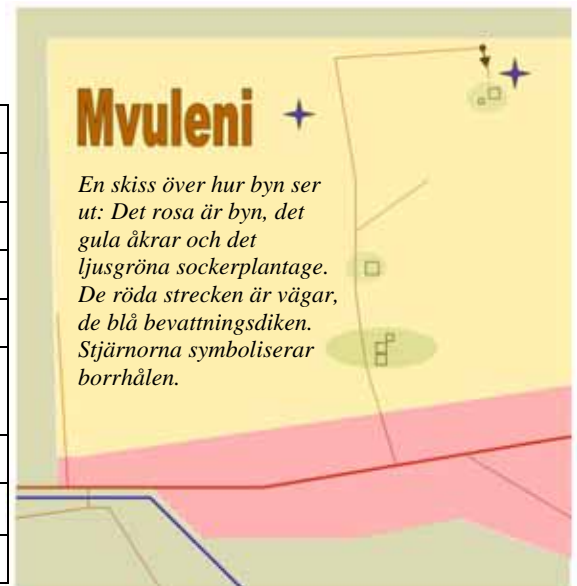 Mvuleni
En skiss över hur byn ser
ut: Det rosa är byn, det
gula åkrar och det
ljusgröna sockerplantage.
De röda strecken är vägar,
de blå bevattningsdiken.
Stjärnorna symboliserar
borrhålen.